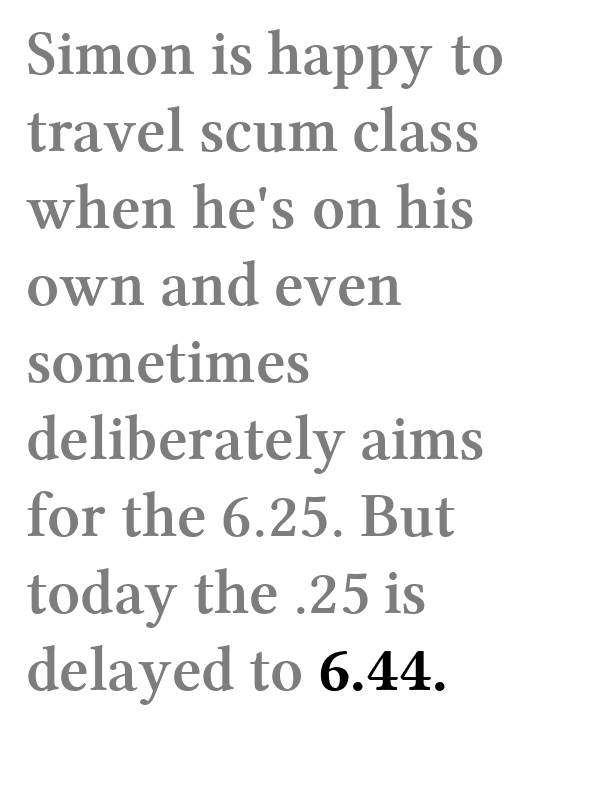 Simon is happy to
travel scum class
when he's on his
own and even
sometimes
deliberately aims
for the 6.25. But
today the .25 is
delayed to 6.44.